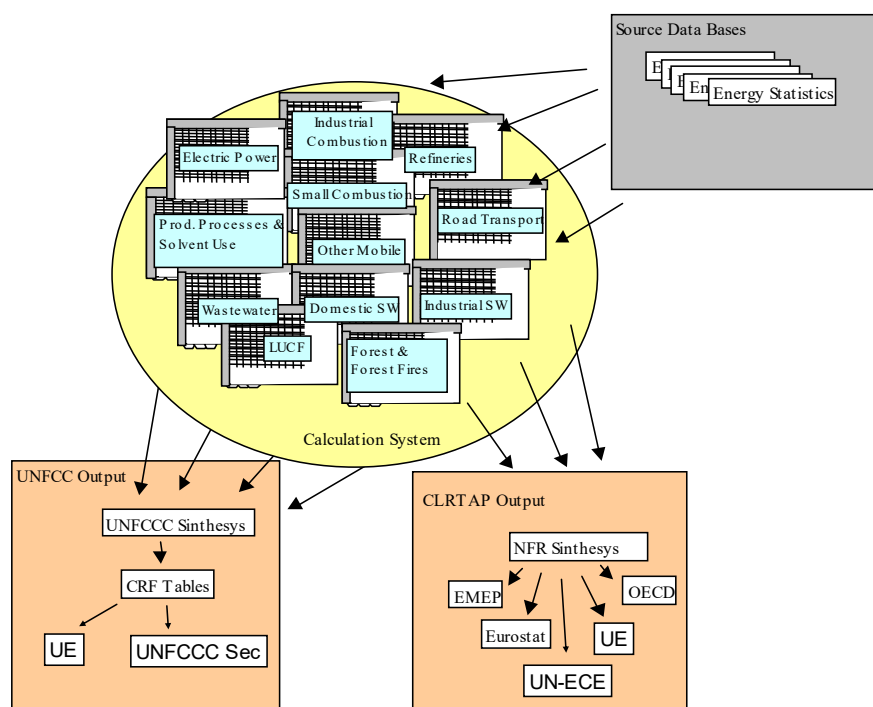 Source Data Bases
E
E
E
En
Energy Statistics
Industrial
Combustion
Electric Power
Refineries
Small Combustion
Road Transport
Prod. Processes &
Solvent Use
Other Mobile
Wastewater
Domestic SW
Industrial SW
LUCF
Forest &
Forest Fires
Calculation System
UNFCC Output
UNFCCC Sinthesys
CRF Tables
UE
UNFCCC Sec
CLRTAP Output
NFR Sinthesys
EMEP
OECD
Eurostat
UE
UN-ECE